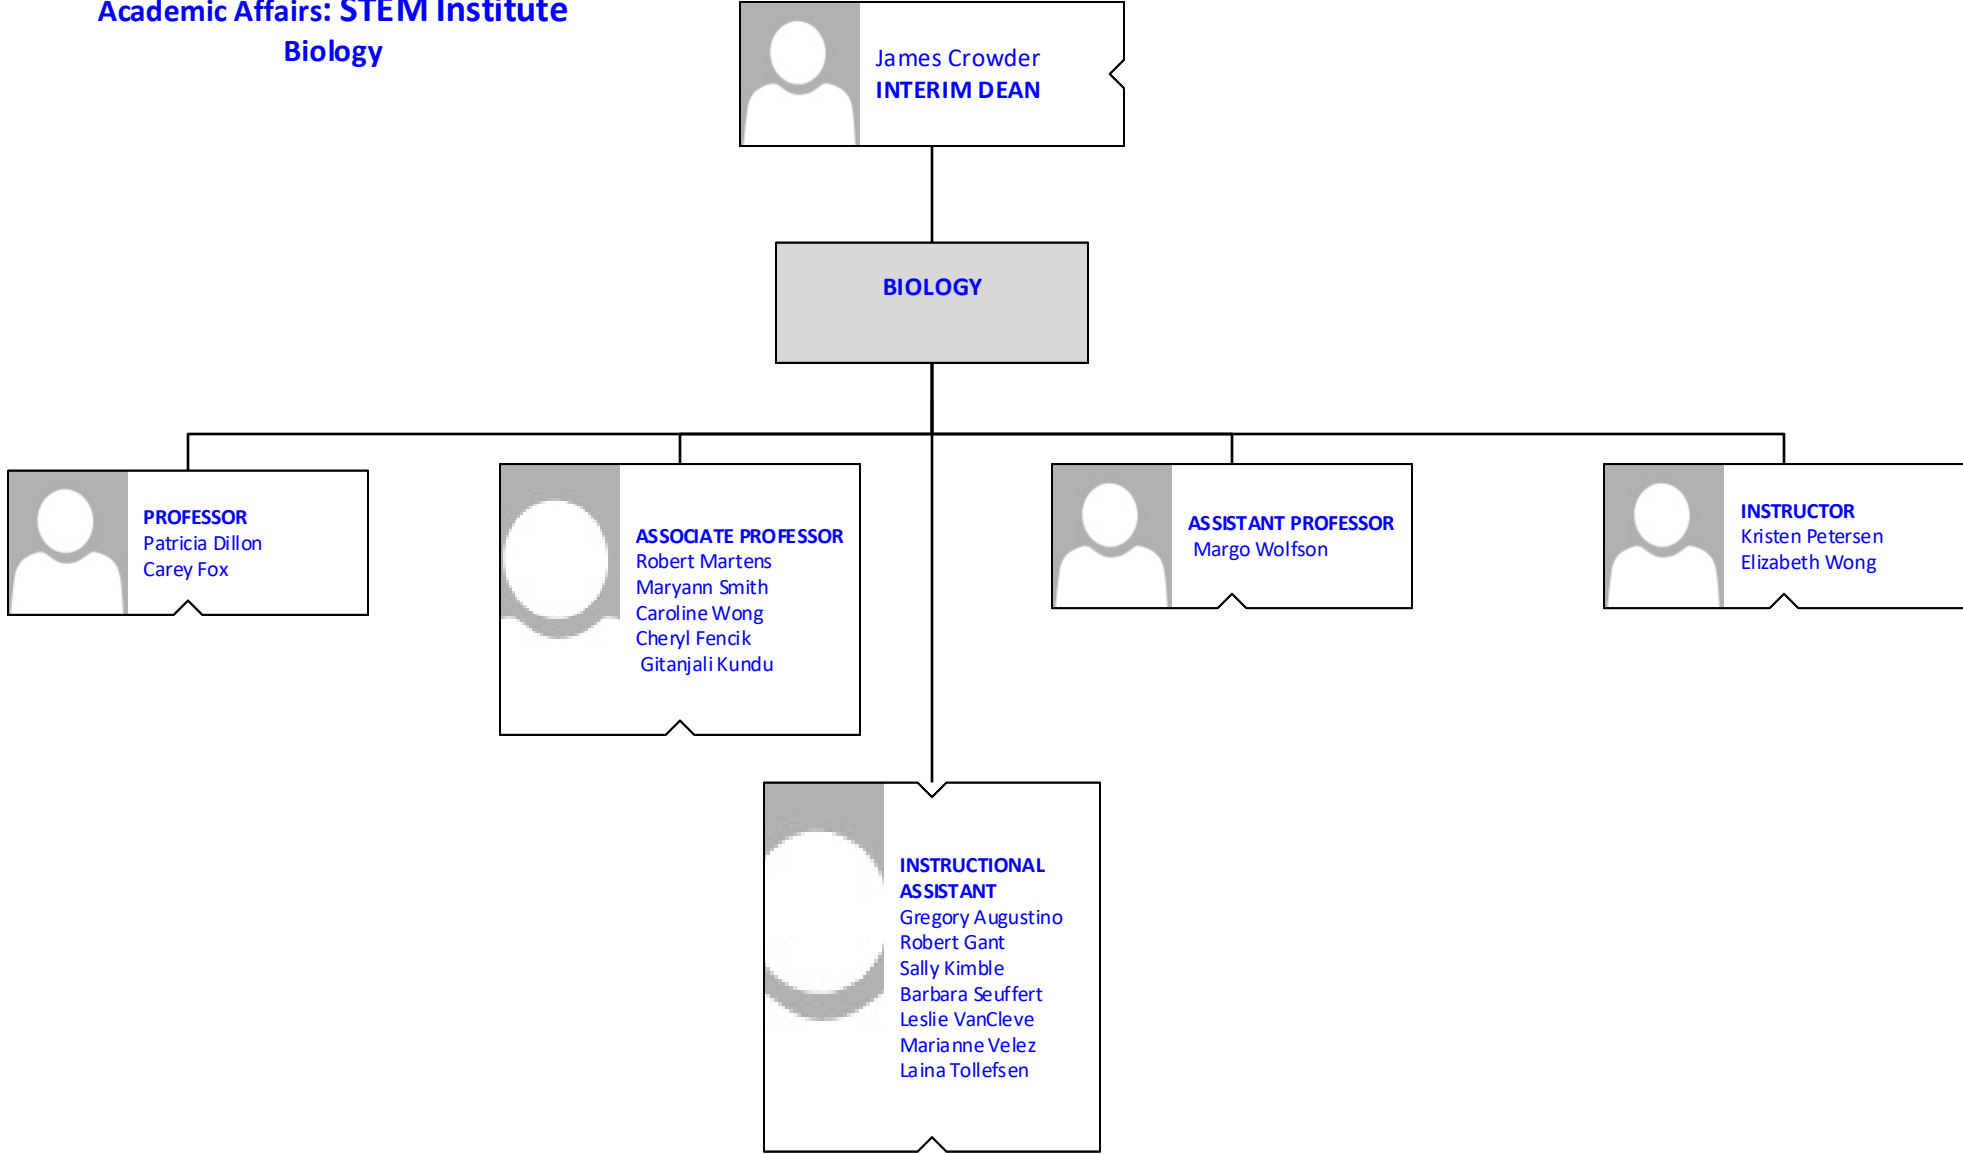 Academic Affairs: STEM Institute
Biology
James Crowder
INTERIM DEAN
BIOLOGY
PROFESSOR
Patricia Dillon
Carey Fox
ASSOCIATE PROFESSOR
Robert Martens
Maryann Smith
Caroline Wong
Cheryl Fencik
Gitanjali Kundu
ASSISTANT PROFESSOR
Margo Wolfson
INSTRUCTOR
Kristen Petersen
Elizabeth Wong
INSTRUCTIONAL
ASSISTANT
Gregory Augustino
Robert Gant
Sally Kimble
Barbara Seuffert
Leslie VanCleve
Marianne Velez
Laina Tollefsen